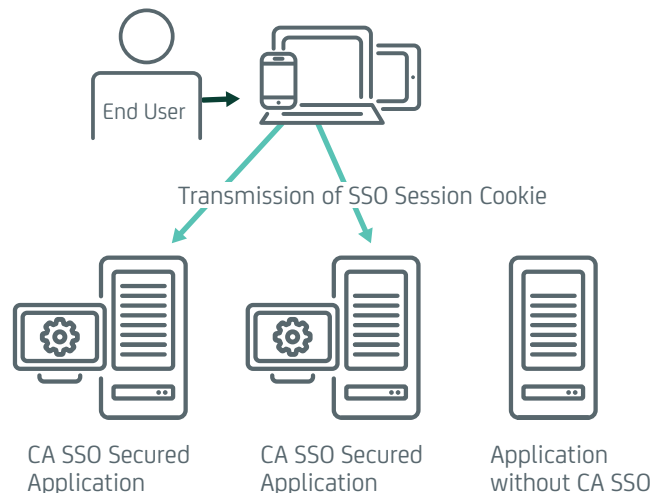 End User
Transmission of SSO Session Cookie
CA SSO Secured
Application
CA SSO Secured
Application
Application
without CA SSO